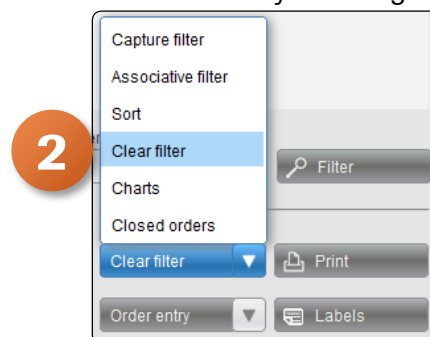 Capture filter
Associative filter
Sort
Clear filter
Charts
Closed orders
2
Filter
Clear filter
Print
Order entry
Labels